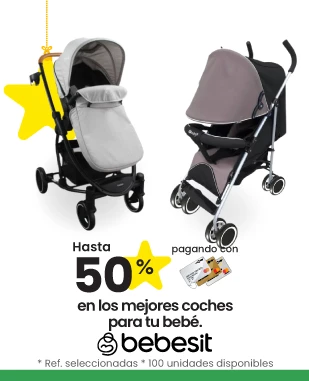 Hasta
50%
pagando con
en los mejores coches
para tu bebé.
bebesit
* Ref. seleccionadas * 100 unidades disponibles